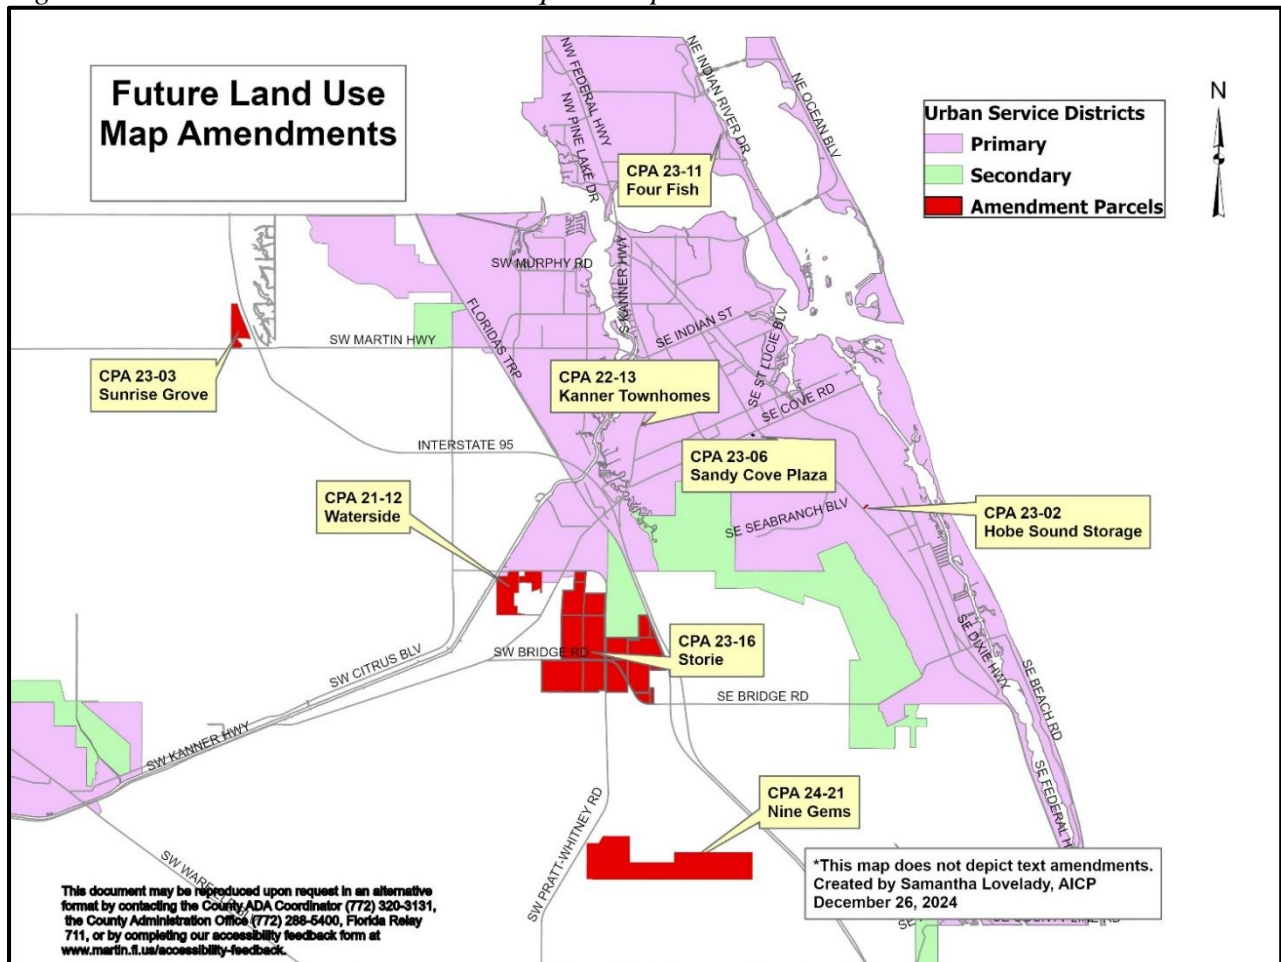 Future Land Use
Map Amendments
Urban Service Districts
Primary
Secondary
Amendment Parcels
N
NW FEDERAL HWY
NW PINE LAKE DR
NE INDIAN RIVER DR
NE OCEAN BLV
CPA 23-11
Four Fish
SW MURPHY RD
S KANNER HWY
FLORIDAS TRP
SE INDIAN ST
SE ST LUCIE BLV
SW MARTIN HWY
CPA 23-03
Sunrise Grove
CPA 22-13
Kanner Townhomes
SE COVE RD
INTERSTATE 95
CPA 23-06
Sandy Cove Plaza
CPA 21-12
Waterside
SE SEABRANCH BLV
CPA 23-02
Hobe Sound Storage
CPA 23-16
Storie
SW BRIDGE RD
SW CITRUS BLV
SE DIXIE HWY
SE BEACH RD
SE BRIDGE RD
SW KANNER HWY
SE FEDERAL H
CPA 24-21
Nine Gems
SW PRATT-WHITNEY RD
*This map does not depict text amendments.
Created by Samantha Lovelady, AICP
December 26, 2024
This document may be reproduced upon request in an alternative
format by contacting the County ADA Coordinator (772) 320-3131,
the County Administration Office (772) 288-5400, Florida Relay
711, or by completing our accessibility feedback form at
www.martin.fl.us/accessibility-feedback.